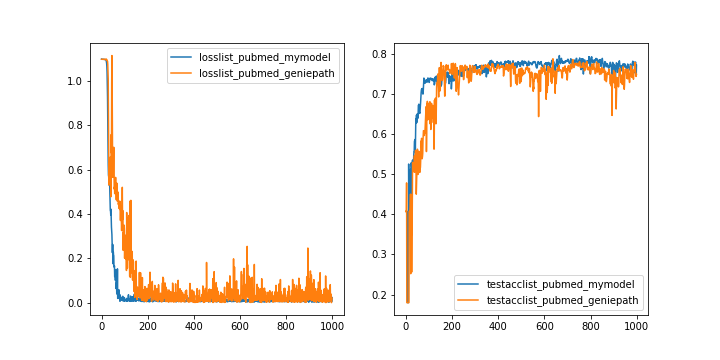 losslist_pubmed_mymodel
losslist_pubmed_geniepath
1.0
0.8
0.6
0.4
0.2
0.0
0 200 400 600 800 1000
0.8
0.7
0.6
0.5
0.4
0.3
0.2
testacclist_pubmed_mymodel
testacclist_pubmed_geniepath
0 200 400 600 800 1000